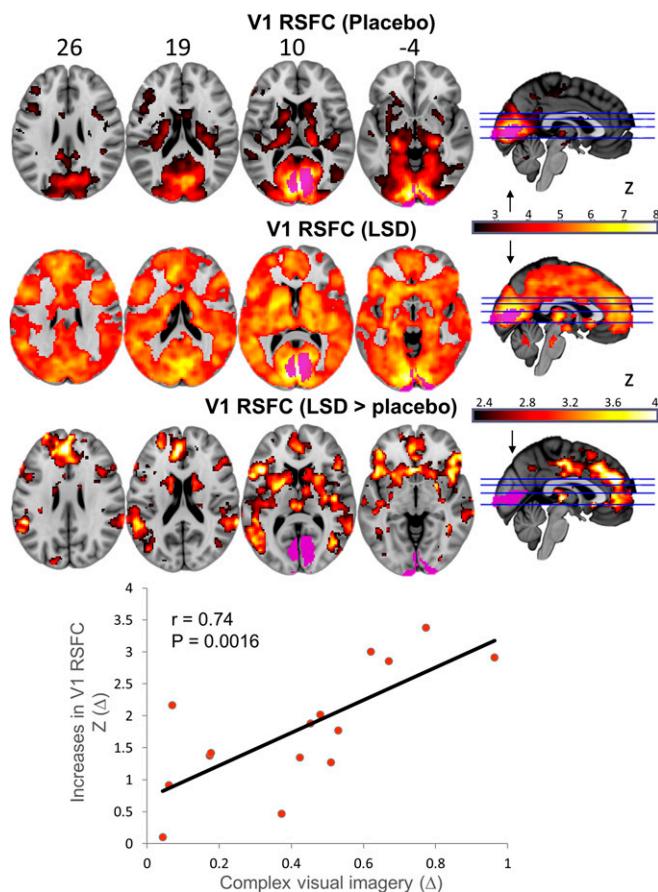 V1 RSFC (Placebo)
26 19 10 -4
Z
3 4 5 6 7 8
V1 RSFC (LSD)
Z
2.4 2.8 3.2 3.6 4
V1 RSFC (LSD > placebo)
4
3.5
r = 0.74
3
P = 0.0016
2.5
2
1.5
1
0.5
0
Increases in V1 RSFC
Z (Δ)
0 0.2 0.4 0.6 0.8 1
Complex visual imagery (Δ)